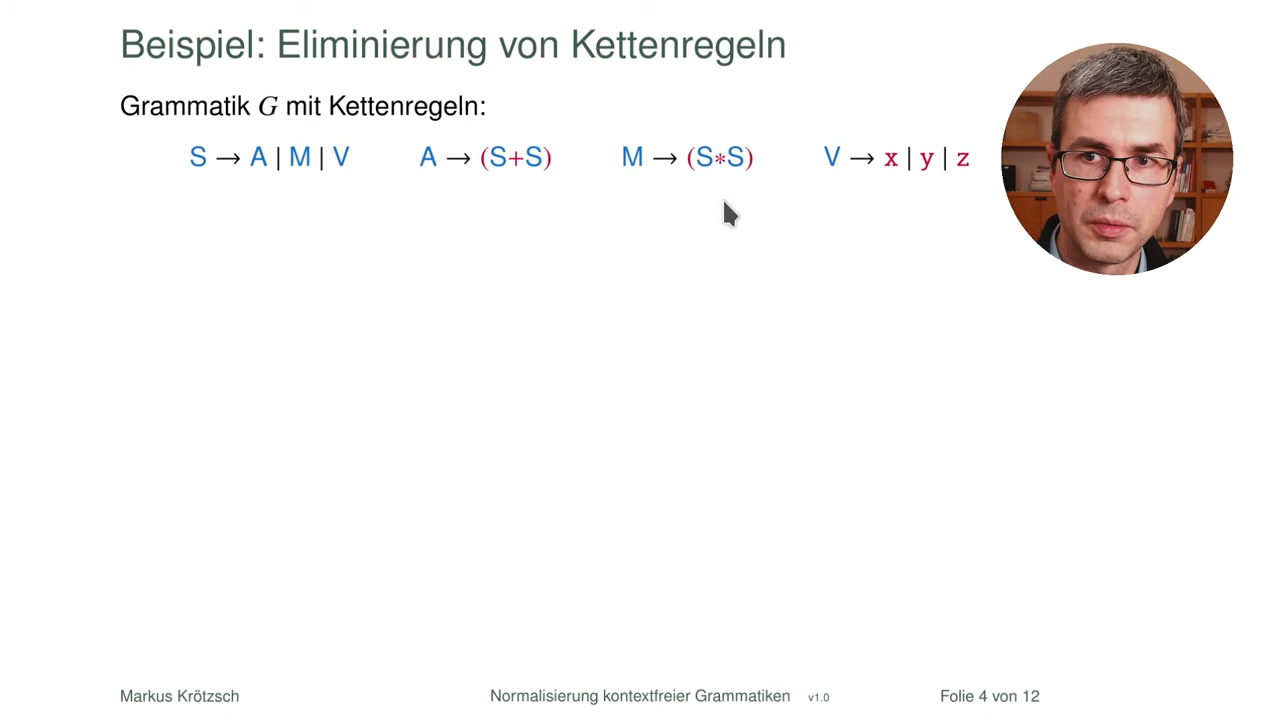 Beispiel: Eliminierung von Kettenregeln
Grammatik G mit Kettenregeln:
S → A | M | V A → (S+S) M → (S∗S) V → x | y | z
Markus Krötzsch Normalisierung kontextfreier Grammatiken v1.0 Folie 4 von 12